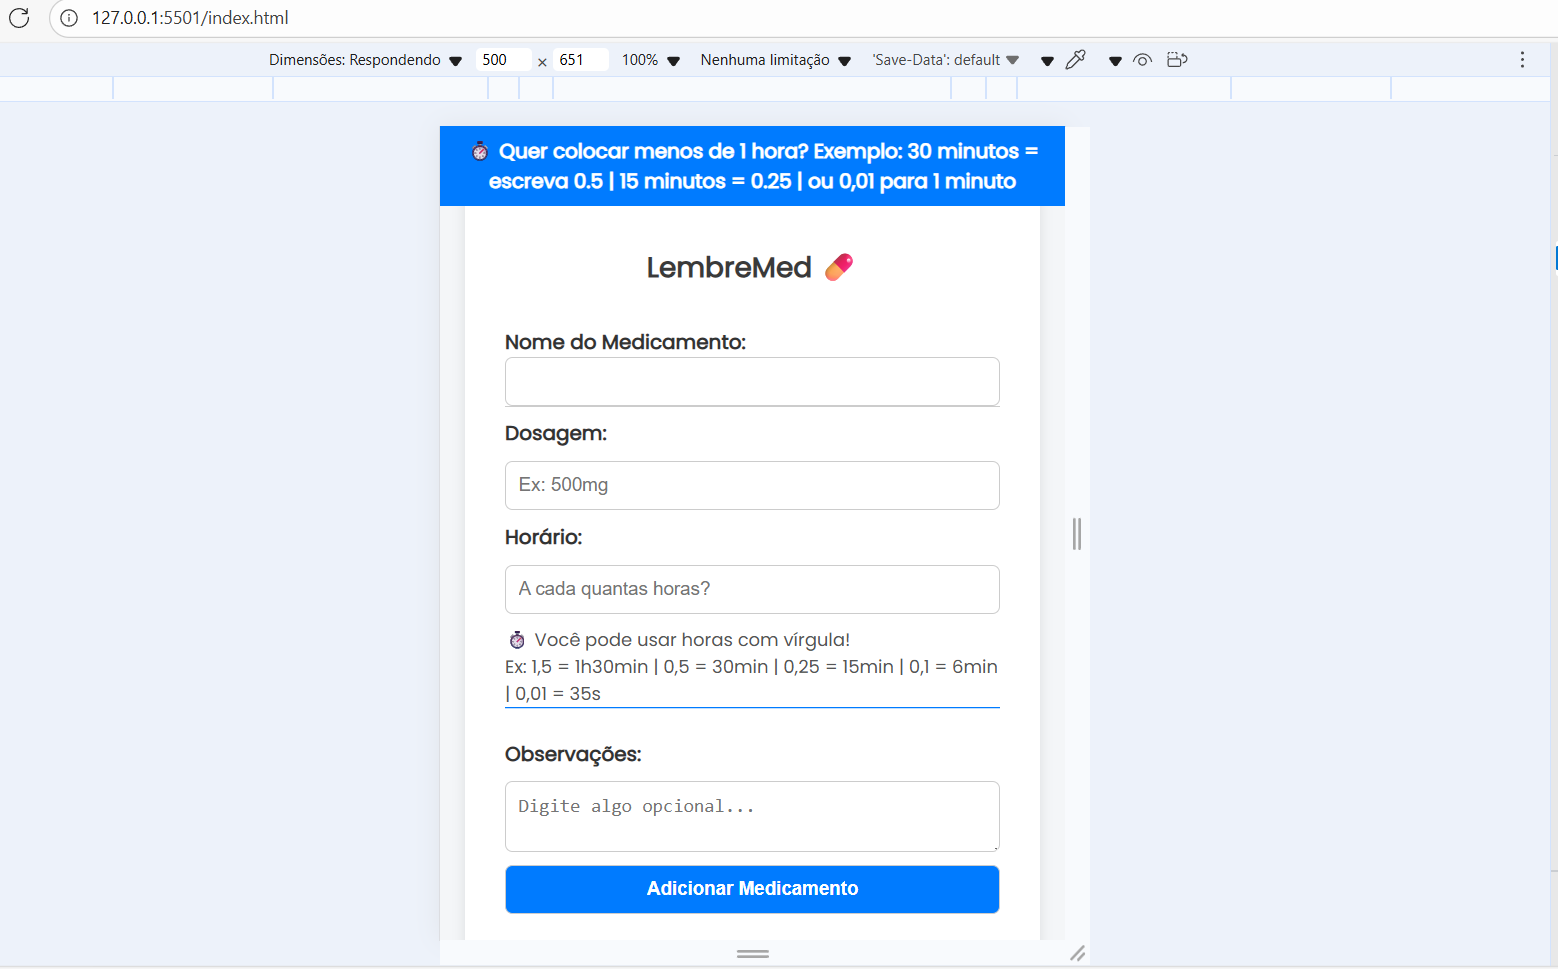 127.0.0.1:5501/index.html
Dimensões: Respondendo 500 × 651 100% Nenhuma limitação 'Save-Data': default
Quer colocar menos de 1 hora? Exemplo: 30 minutos =
escreva 0.5 | 15 minutos = 0.25 | ou 0,01 para 1 minuto
LembreMed
Nome do Medicamento:
Dosagem:
Ex: 500mg
Horário:
A cada quantas horas?
Você pode usar horas com vírgula!
Ex: 1,5 = 1h30min | 0,5 = 30min | 0,25 = 15min | 0,1 = 6min
| 0,01 = 35s
Observações:
Digite algo opcional...
Adicionar Medicamento